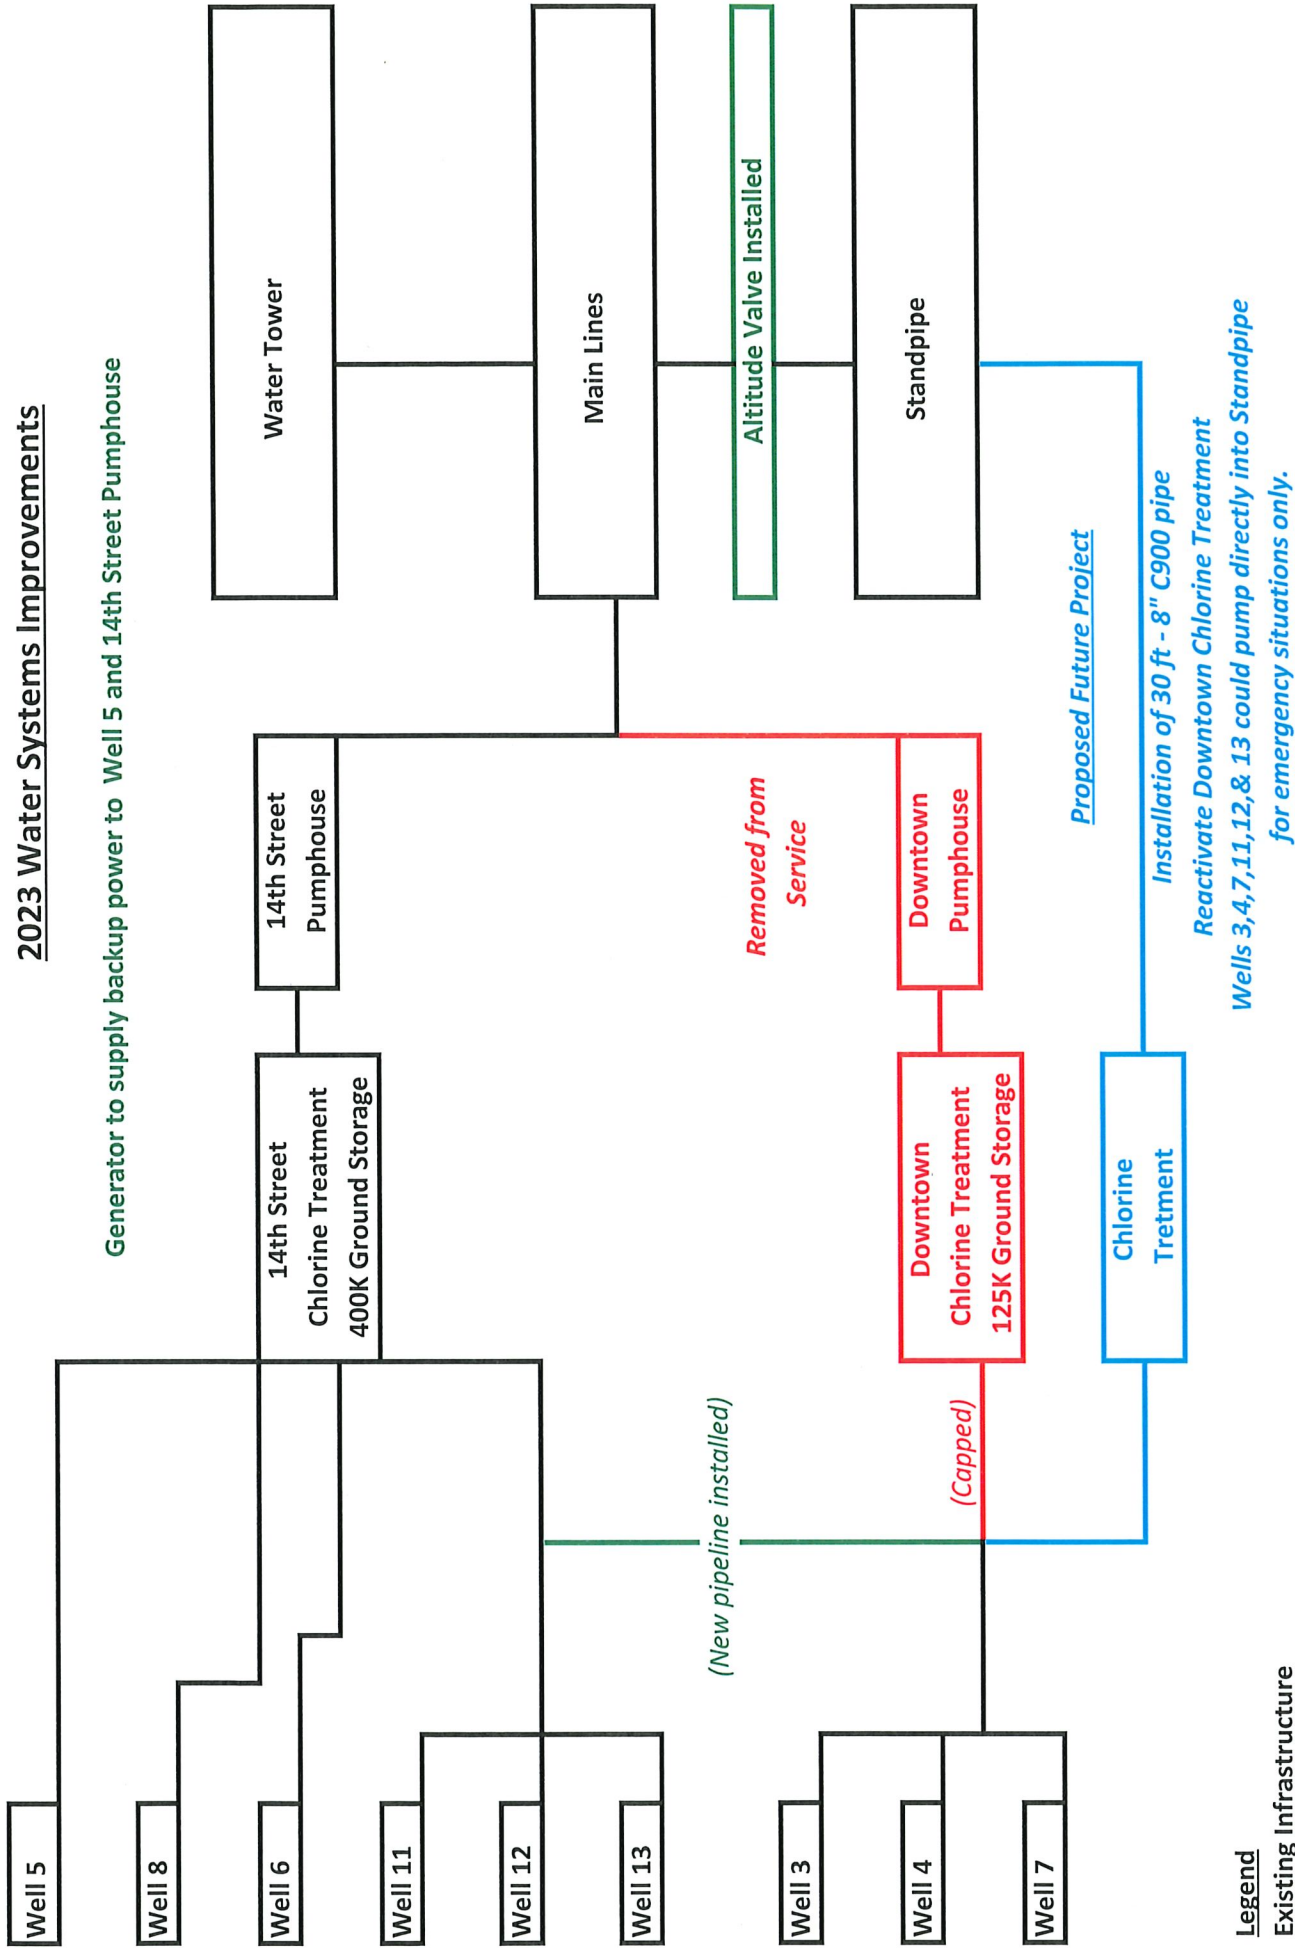 2023 Water Systems Improvements
Generator to supply backup power to Well 5 and 14th Street Pumphouse
Well 5
Well 8
Well 6
Well 11
Well 12
Well 13
Well 3
Well 4
Well 7
14th Street
Chlorine Treatment
400K Ground Storage
14th Street
Pumphouse
Water Tower
Main Lines
Altitude Valve Installed
Standpipe
(New pipeline installed)
(Capped)
Downtown
Chlorine Treatment
125K Ground Storage
Removed from
Service
Downtown
Pumphouse
Chlorine
Tretment
Proposed Future Project
Installation of 30 ft - 8" C900 pipe
Reactivate Downtown Chlorine Treatment
Wells 3,4,7,11,12,& 13 could pump directly into Standpipe
for emergency situations only.
Legend
Existing Infrastructure